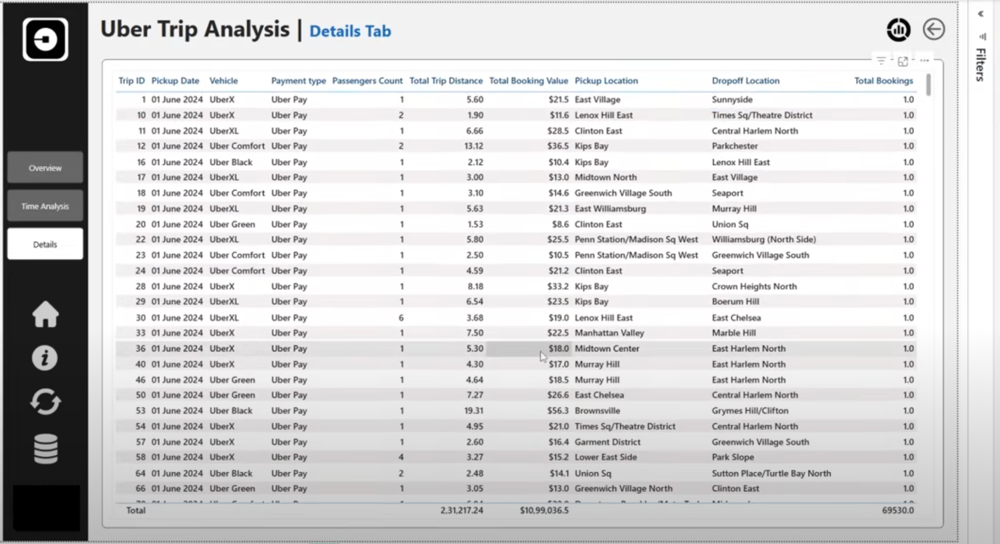 Uber Trip Analysis | Details Tab
Filters
Overview
Time Analysis
Details
Trip ID Pickup Date Vehicle Payment type Passengers Count Total Trip Distance Total Booking Value Pickup Location Dropoff Location Total Bookings
1 01 June 2024 UberX Uber Pay 1 5.60 $21.5 East Village Sunnyside 1.0
10 01 June 2024 UberX Uber Pay 2 1.90 $11.6 Lenox Hill East Times Sq/Theatre District 1.0
11 01 June 2024 UberXL Uber Pay 1 6.66 $28.5 Clinton East Central Harlem North 1.0
12 01 June 2024 Uber Comfort Uber Pay 2 13.12 $36.5 Kips Bay Parkchester 1.0
16 01 June 2024 Uber Black Uber Pay 1 2.12 $10.4 Kips Bay Lenox Hill East 1.0
17 01 June 2024 UberXL Uber Pay 1 3.00 $13.0 Midtown North East Village 1.0
18 01 June 2024 Uber Comfort Uber Pay 1 3.10 $14.6 Greenwich Village South Seaport 1.0
19 01 June 2024 UberXL Uber Pay 1 5.63 $21.3 East Williamsburg Murray Hill 1.0
20 01 June 2024 Uber Green Uber Pay 1 1.53 $8.6 Clinton East Union Sq 1.0
22 01 June 2024 UberXL Uber Pay 1 5.80 $25.5 Penn Station/Madison Sq West Williamsburg (North Side) 1.0
23 01 June 2024 Uber Comfort Uber Pay 1 2.50 $10.5 Penn Station/Madison Sq West Greenwich Village South 1.0
24 01 June 2024 Uber Comfort Uber Pay 1 4.59 $21.2 Clinton East Seaport 1.0
28 01 June 2024 UberX Uber Pay 1 8.18 $33.2 Kips Bay Crown Heights North 1.0
29 01 June 2024 UberXL Uber Pay 1 6.54 $23.5 Kips Bay Boerum Hill 1.0
30 01 June 2024 UberXL Uber Pay 6 3.68 $19.0 Lenox Hill East East Chelsea 1.0
33 01 June 2024 UberX Uber Pay 1 7.50 $22.5 Manhattan Valley Marble Hill 1.0
36 01 June 2024 UberX Uber Pay 1 5.30 $18.0 Midtown Center East Harlem North 1.0
40 01 June 2024 UberX Uber Pay 1 4.30 $17.0 Murray Hill East Harlem North 1.0
46 01 June 2024 Uber Green Uber Pay 1 4.64 $18.5 Murray Hill East Harlem North 1.0
50 01 June 2024 Uber Green Uber Pay 1 7.27 $26.6 East Chelsea Central Harlem North 1.0
53 01 June 2024 Uber Black Uber Pay 1 19.31 $56.3 Brownsville Grymes Hill/Clifton 1.0
54 01 June 2024 UberX Uber Pay 1 4.95 $21.0 Times Sq/Theatre District Central Harlem North 1.0
57 01 June 2024 UberX Uber Pay 1 2.60 $16.4 Garment District Greenwich Village South 1.0
58 01 June 2024 UberX Uber Pay 4 3.27 $15.2 Lower East Side Park Slope 1.0
64 01 June 2024 Uber Black Uber Pay 2 2.48 $14.1 Union Sq Sutton Place/Turtle Bay North 1.0
66 01 June 2024 Uber Green Uber Pay 1 3.05 $13.0 Greenwich Village North Clinton East 1.0
Total 2,31,217.24 $10,99,036.5 69530.0